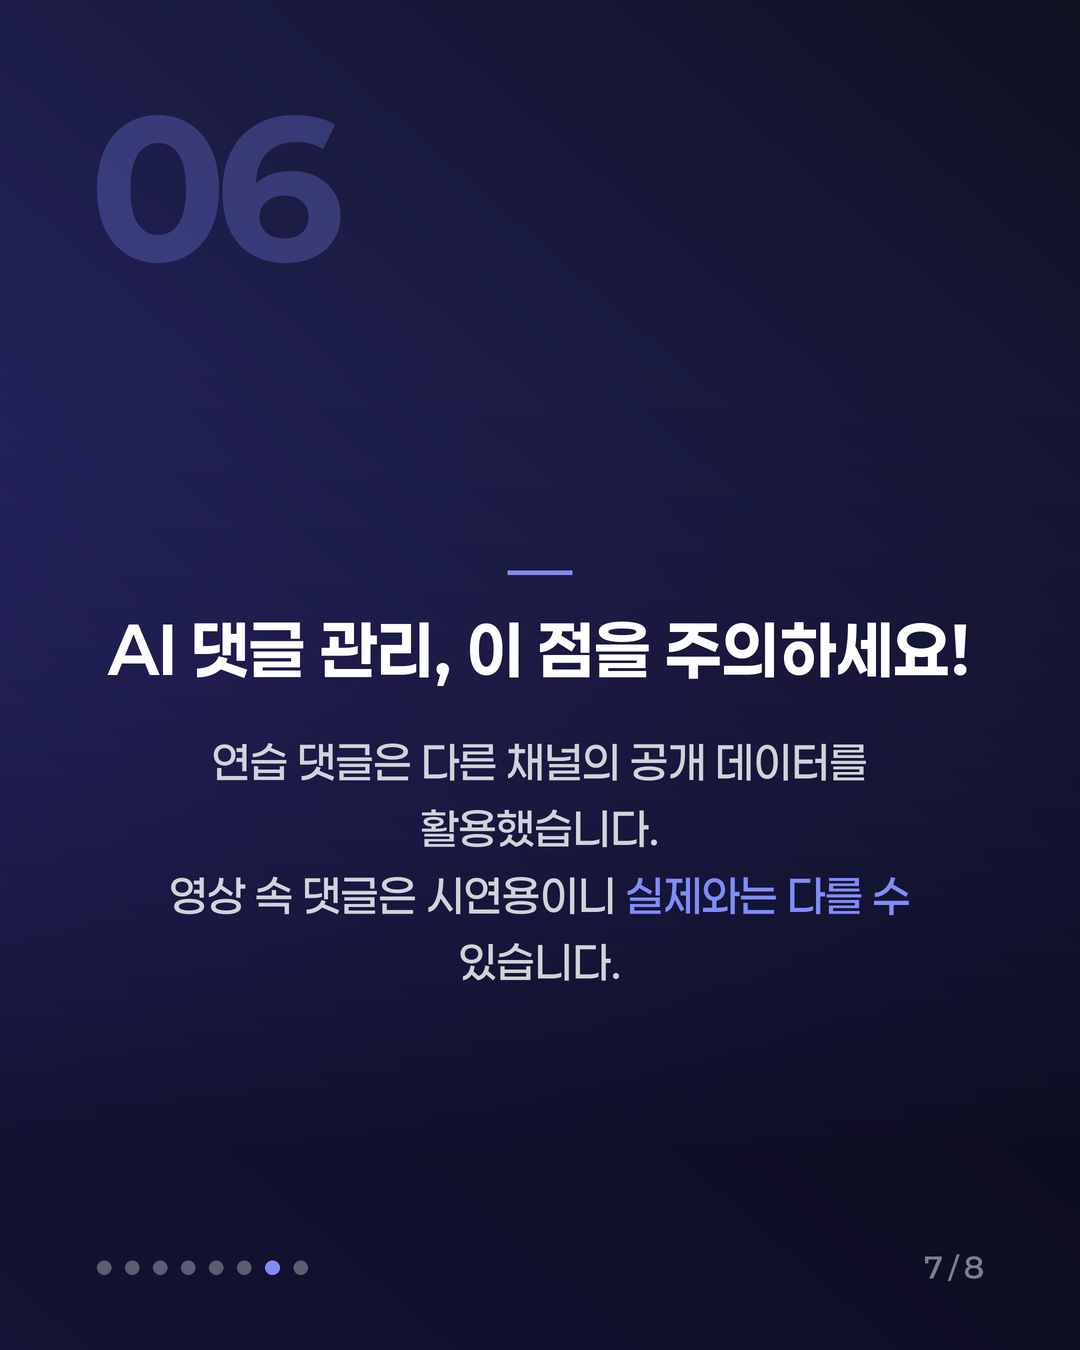 06
AI 댓글 관리, 이 점을 주의하세요!
연습 댓글은 다른 채널의 공개 데이터를
활용했습니다.
영상 속 댓글은 시연용이니 실제와는 다를 수
있습니다.
7/8